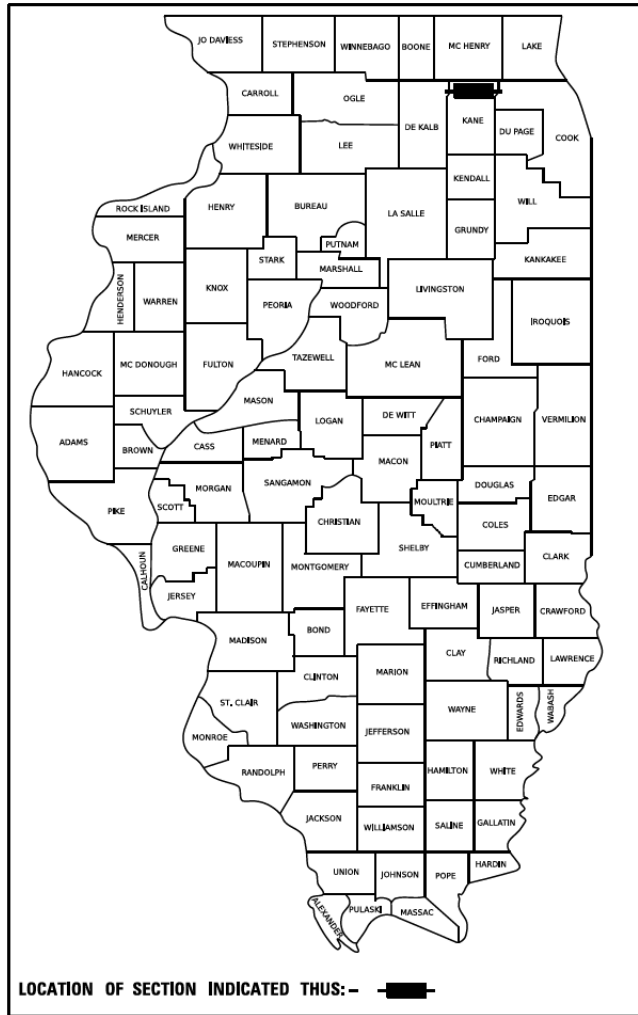 JO DAVIESS
STEPHENSON
WINNEBAGO
BOONE
MC HENRY
LAKE
CARROLL
OGLE
DE KALB
KANE
DU PAGE
COOK
WHITESIDE
LEE
KENDALL
WILL
ROCK ISLAND
HENRY
BUREAU
LA SALLE
GRUNDY
MERCER
PUTNAM
STARK
MARSHALL
KANKAKEE
HENDERSON
WARREN
KNOX
PEORIA
WOODFORD
LIVINGSTON
IROQUOIS
HANCOCK
MC DONOUGH
FULTON
TAZEWELL
MC LEAN
FORD
MASON
SCHUYLER
LOGAN
DE WITT
CHAMPAIGN
VERMILION
ADAMS
BROWN
CASS
MENARD
PIATT
MACON
PIKE
SCOTT
MORGAN
SANGAMON
CHRISTIAN
MOULTRIE
DOUGLAS
EDGAR
COLES
CALHOUN
GREENE
MACOUPIN
MONTGOMERY
SHELBY
CUMBERLAND
CLARK
JERSEY
FAYETTE
EFFINGHAM
JASPER
CRAWFORD
MADISON
BOND
CLAY
RICHLAND
LAWRENCE
CLINTON
MARION
ST. CLAIR
WAYNE
EDWARDS
WABASH
WASHINGTON
JEFFERSON
MONROE
RANDOLPH
PERRY
HAMILTON
WHITE
FRANKLIN
JACKSON
WILLIAMSON
SALINE
GALLATIN
UNION
JOHNSON
POPE
HARDIN
ALEXANDER
PULASKI
MASSAC
LOCATION OF SECTION INDICATED THUS:-